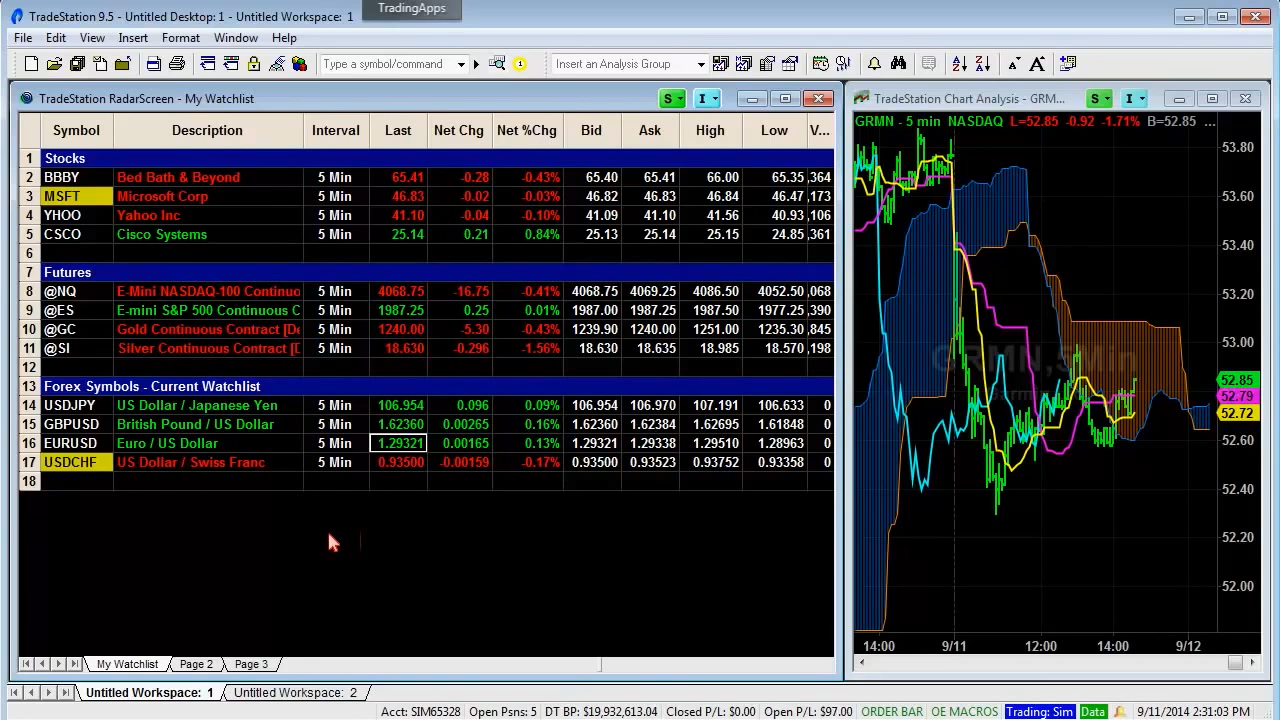 TradeStation 9.5 - Untitled Desktop: 1 - Untitled Workspace: 1
TradingApps
File Edit View Insert Format Window Help
Type a symbol/command
Insert an Analysis Group
TradeStation RadarScreen - My Watchlist S I
Symbol Description Interval Last Net Chg Net %Chg Bid Ask High Low V...
1 Stocks
2 BBBY Bed Bath & Beyond 5 Min 65.41 -0.28 -0.43% 65.40 65.41 66.00 65.35 ,364
3 MSFT Microsoft Corp 5 Min 46.83 -0.02 -0.03% 46.82 46.83 46.84 46.47 ,173
4 YHOO Yahoo Inc 5 Min 41.10 -0.04 -0.10% 41.09 41.10 41.56 40.93 ,106
5 CSCO Cisco Systems 5 Min 25.14 0.21 0.84% 25.13 25.14 25.15 24.85 ,361
6
7 Futures
8 @NQ E-Mini NASDAQ-100 Continuo 5 Min 4068.75 -16.75 -0.41% 4068.75 4069.25 4086.50 4052.50 ,068
9 @ES E-mini S&P 500 Continuous C 5 Min 1987.25 0.25 0.01% 1987.00 1987.25 1987.50 1977.25 ,390
10 @GC Gold Continuous Contract [De 5 Min 1240.00 -5.30 -0.43% 1239.90 1240.00 1251.00 1235.30 ,845
11 @SI Silver Continuous Contract [D 5 Min 18.630 -0.296 -1.56% 18.630 18.635 18.985 18.570 ,198
12
13 Forex Symbols - Current Watchlist
14 USDJPY US Dollar / Japanese Yen 5 Min 106.954 0.096 0.09% 106.954 106.970 107.191 106.633 0
15 GBPUSD British Pound / US Dollar 5 Min 1.62360 0.00265 0.16% 1.62360 1.62384 1.62695 1.61848 0
16 EURUSD Euro / US Dollar 5 Min 1.29321 0.00165 0.13% 1.29321 1.29338 1.29510 1.28963 0
17 USDCHF US Dollar / Swiss Franc 5 Min 0.93500 -0.00159 -0.17% 0.93500 0.93523 0.93752 0.93358 0
18
My Watchlist Page 2 Page 3
TradeStation Chart Analysis - GRM... S I
GRMN - 5 min NASDAQ L=52.85 -0.92 -1.71% B=52.85 ...
53.80
53.60
53.40
53.20
53.00
GRMN,5Min
52.85
52.79
52.72
52.60
52.40
52.20
52.00
14:00 9/11 12:00 14:00 9/12
Untitled Workspace: 1 Untitled Workspace: 2
Acct: SIM65328 Open Psns: 5 DT BP: $19,932,613.04 Closed P/L: $0.00 Open P/L: $97.00 ORDER BAR OE MACROS Trading: Sim Data 9/11/2014 2:31:03 PM BP